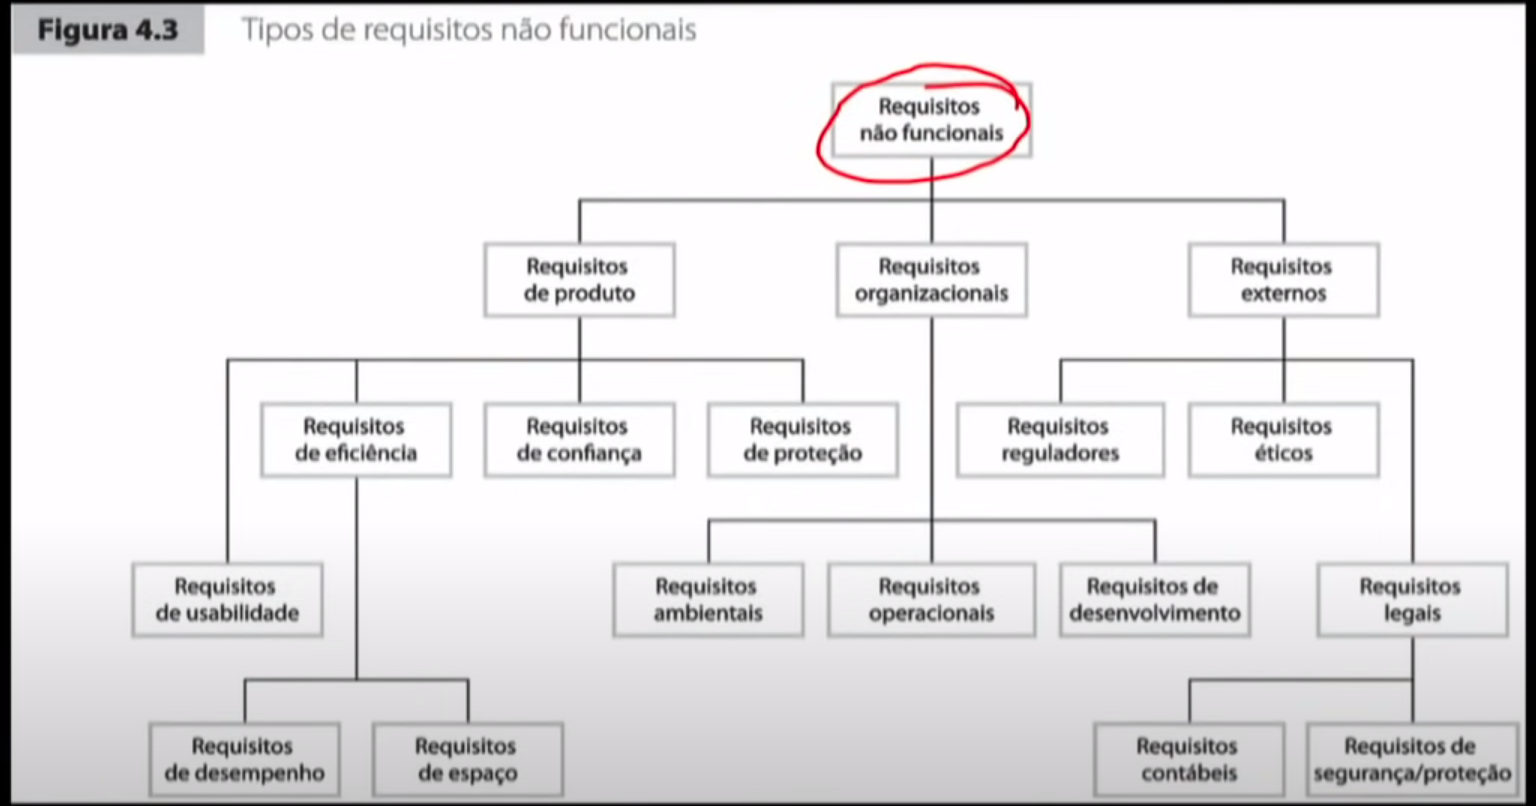 Figura 4.3 Tipos de requisitos não funcionais
Requisitos
não funcionais
Requisitos
de produto
Requisitos
organizacionais
Requisitos
externos
Requisitos
de eficiência
Requisitos
de confiança
Requisitos
de proteção
Requisitos
reguladores
Requisitos
éticos
Requisitos
de usabilidade
Requisitos
ambientais
Requisitos
operacionais
Requisitos de
desenvolvimento
Requisitos
legais
Requisitos
de desempenho
Requisitos
de espaço
Requisitos
contábeis
Requisitos de
segurança/proteção